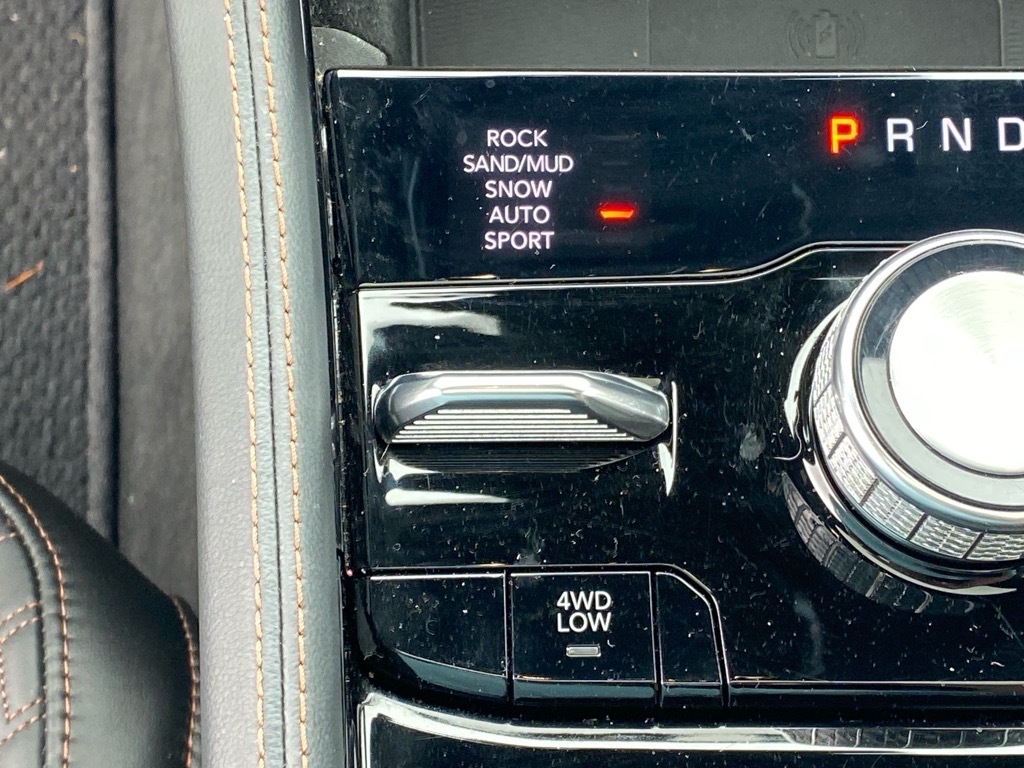 ROCK
SAND/MUD
SNOW
AUTO
SPORT
P R N D
4WD
LOW